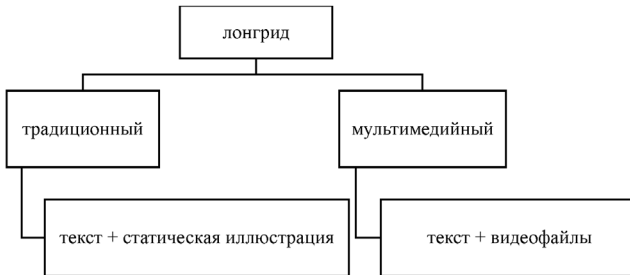 лонгрид
традиционный
мультимедийный
текст + статическая иллюстрация
текст + видеофайлы